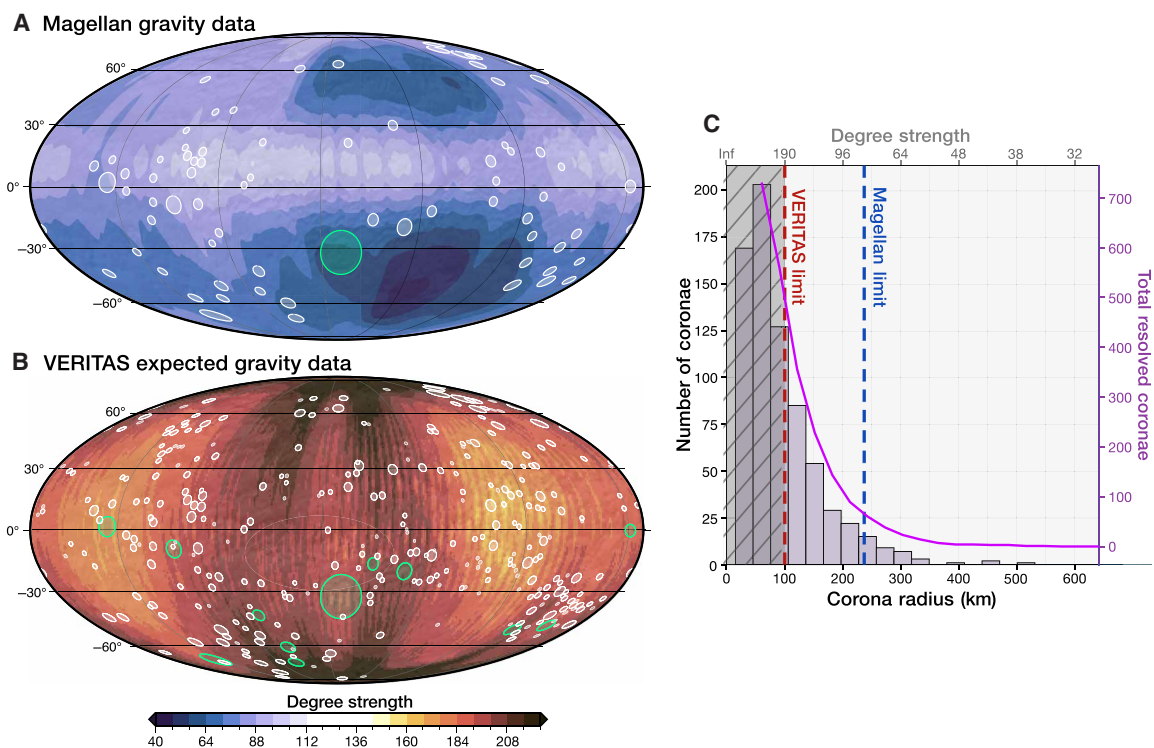 A Magellan gravity data
60°
30°
0°
−30°
−60°
B VERITAS expected gravity data
60°
30°
0°
−30°
−60°
Degree strength
40 64 88 112 136 160 184 208
C
Degree strength
Inf 190 96 64 48 38 32
Number of coronae
200
175
150
125
100
75
50
25
0
VERITAS limit
Magellan limit
700
600
500
400
300
200
100
0
Total resolved coronae
0 100 200 300 400 500 600
Corona radius (km)